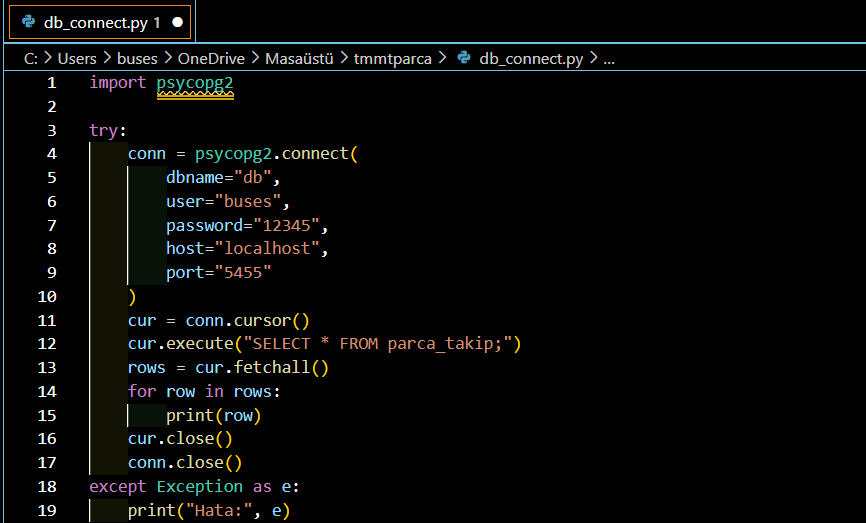 db_connect.py 1
C: > Users > buses > OneDrive > Masaüstü > tmmtparca > db_connect.py > ...
1 import psycopg2
2
3 try:
4     conn = psycopg2.connect(
5         dbname="db",
6         user="buses",
7         password="12345",
8         host="localhost",
9         port="5455"
10     )
11     cur = conn.cursor()
12     cur.execute("SELECT * FROM parca_takip;")
13     rows = cur.fetchall()
14     for row in rows:
15         print(row)
16     cur.close()
17     conn.close()
18 except Exception as e:
19     print("Hata:", e)